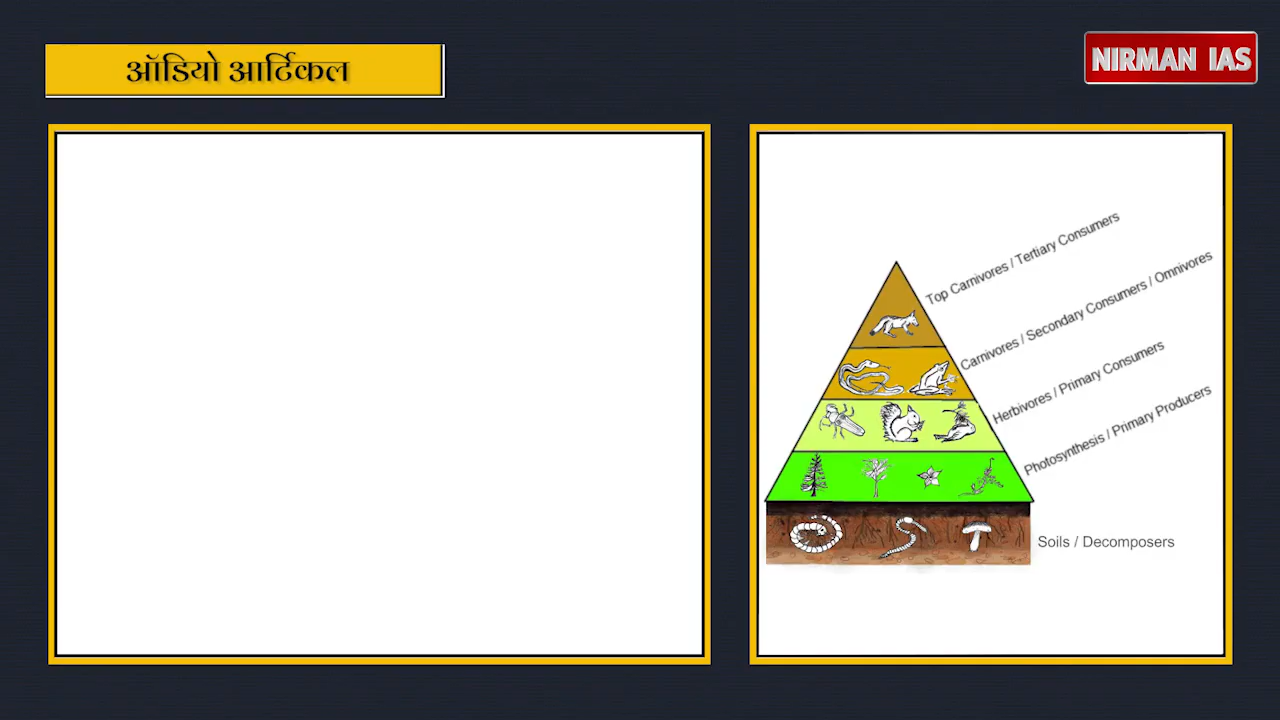 ऑडियो आर्टिकल
NIRMAN IAS
Top Carnivores / Tertiary Consumers
Carnivores / Secondary Consumers / Omnivores
Herbivores / Primary Consumers
Photosynthesis / Primary Producers
Soils / Decomposers